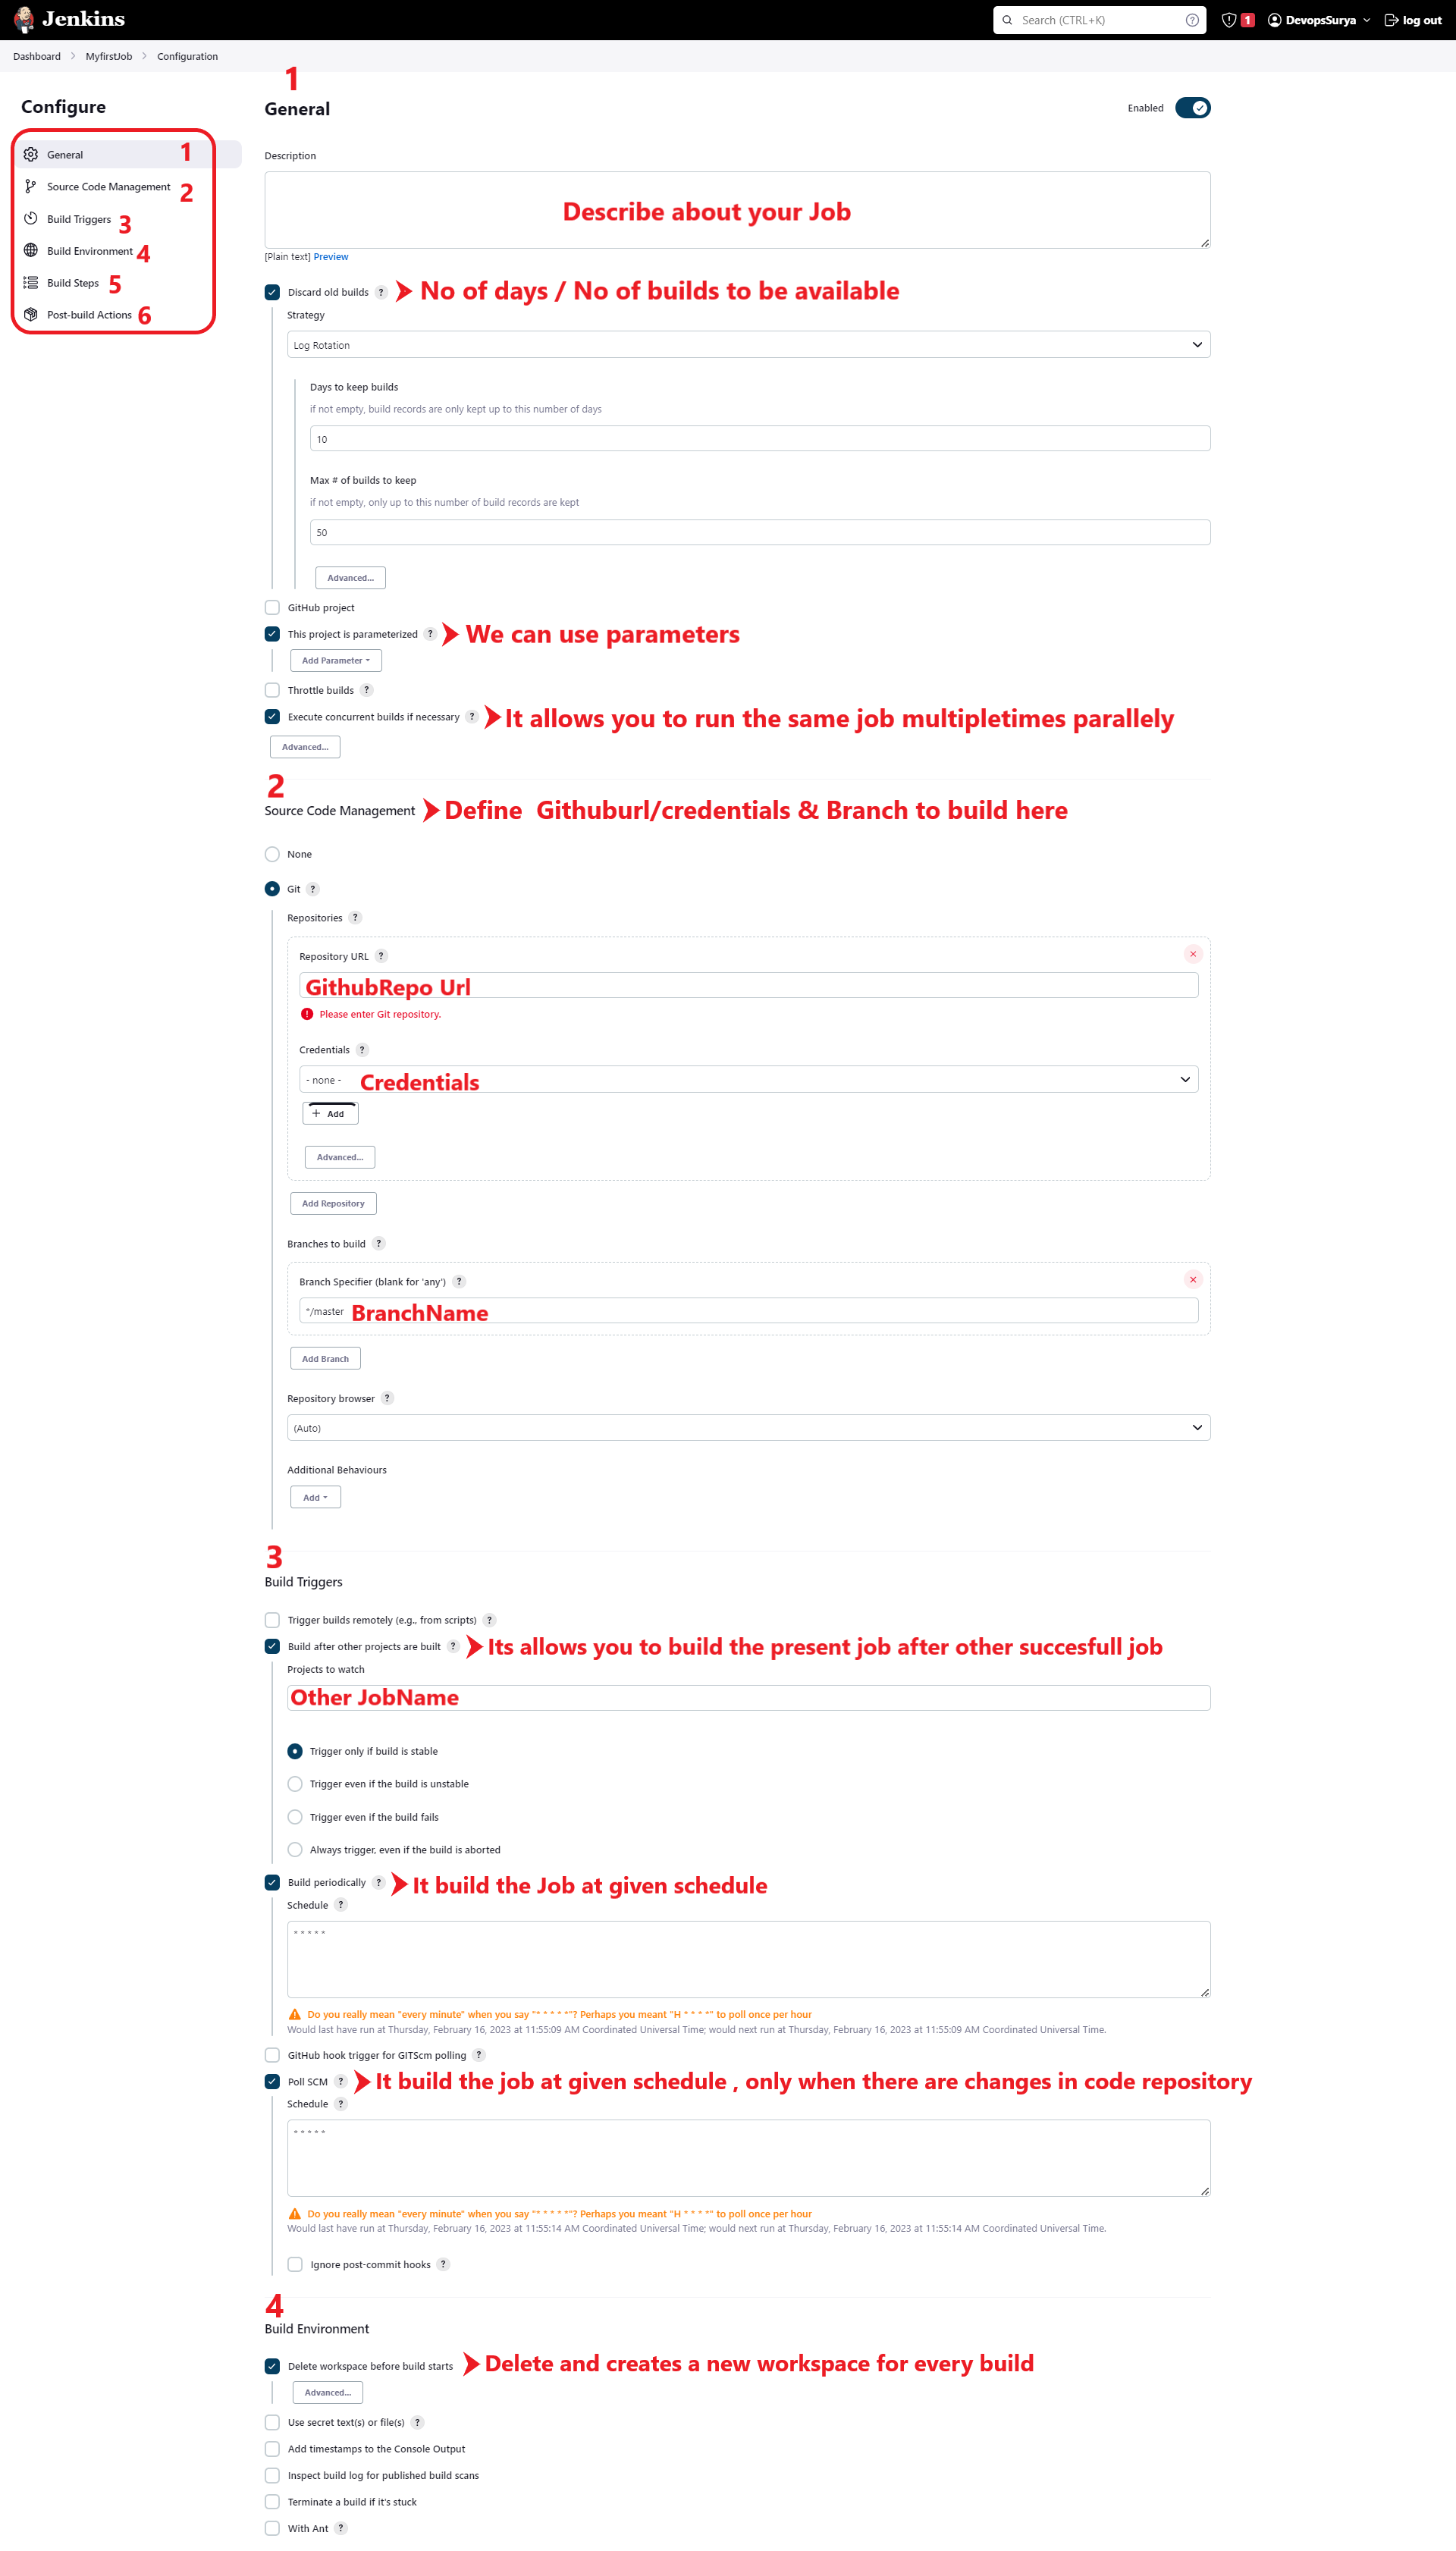 Jenkins
Search (CTRL+K)
1
DevopsSurya
log out
Dashboard > MyfirstJob > Configuration
Configure
General 1
Source Code Management 2
Build Triggers 3
Build Environment 4
Build Steps 5
Post-build Actions 6
1
General
Enabled
Description
Describe about your Job
[Plain text] Preview
Discard old builds ? No of days / No of builds to be available
Strategy
Log Rotation
Days to keep builds
if not empty, build records are only kept up to this number of days
10
Max # of builds to keep
if not empty, only up to this number of build records are kept
50
Advanced...
GitHub project
This project is parameterized ? We can use parameters
Add Parameter
Throttle builds ?
Execute concurrent builds if necessary ? It allows you to run the same job multipletimes parallely
Advanced...
2
Source Code Management Define Githuburl/credentials & Branch to build here
None
Git ?
Repositories ?
Repository URL ?
GithubRepo Url
Please enter Git repository.
Credentials ?
- none - Credentials
+ Add
Advanced...
Add Repository
Branches to build ?
Branch Specifier (blank for 'any') ?
*/master BranchName
Add Branch
Repository browser ?
(Auto)
Additional Behaviours
Add
3
Build Triggers
Trigger builds remotely (e.g., from scripts) ?
Build after other projects are built ? Its allows you to build the present job after other succesfull job
Projects to watch
Other JobName
Trigger only if build is stable
Trigger even if the build is unstable
Trigger even if the build fails
Always trigger, even if the build is aborted
Build periodically ? It build the Job at given schedule
Schedule ?
* * * * *
Do you really mean "every minute" when you say "* * * * *"? Perhaps you meant "H * * * *" to poll once per hour
Would last have run at Thursday, February 16, 2023 at 11:55:09 AM Coordinated Universal Time; would next run at Thursday, February 16, 2023 at 11:55:09 AM Coordinated Universal Time.
GitHub hook trigger for GITScm polling ?
Poll SCM ? It build the job at given schedule , only when there are changes in code repository
Schedule ?
* * * * *
Do you really mean "every minute" when you say "* * * * *"? Perhaps you meant "H * * * *" to poll once per hour
Would last have run at Thursday, February 16, 2023 at 11:55:14 AM Coordinated Universal Time; would next run at Thursday, February 16, 2023 at 11:55:14 AM Coordinated Universal Time.
Ignore post-commit hooks ?
4
Build Environment
Delete workspace before build starts Delete and creates a new workspace for every build
Advanced...
Use secret text(s) or file(s) ?
Add timestamps to the Console Output
Inspect build log for published build scans
Terminate a build if it's stuck
With Ant ?